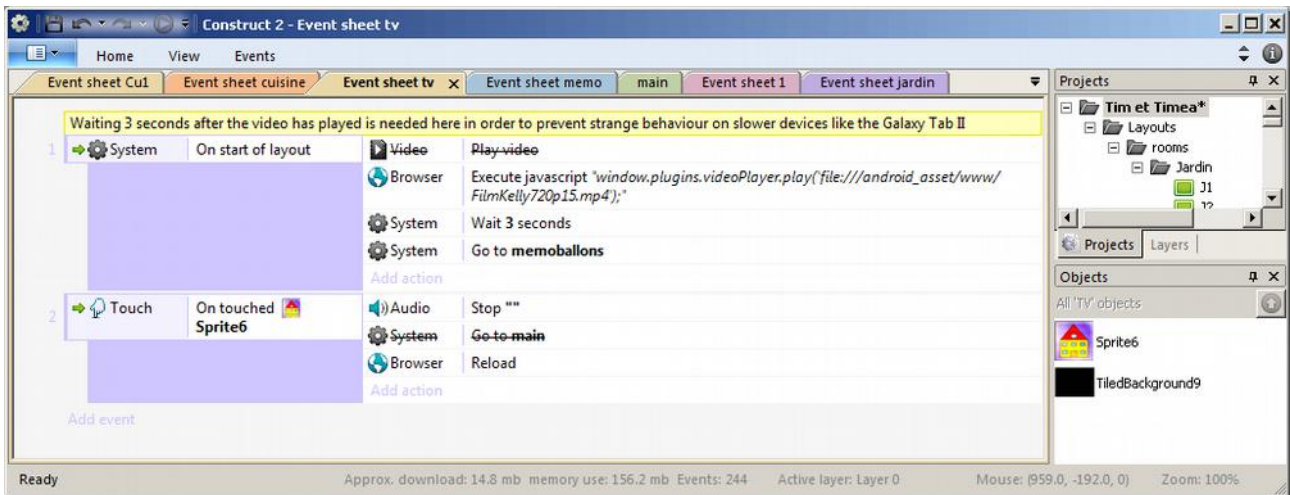 Construct 2 - Event sheet tv
Home View Events
Event sheet Cu1 Event sheet cuisine Event sheet tv x Event sheet memo main Event sheet 1 Event sheet jardin
Projects
Tim et Timea*
Layouts
rooms
Jardin
J1
J2
Projects Layers
Objects
All 'TV' objects
Sprite6
TiledBackground9
Waiting 3 seconds after the video has played is needed here in order to prevent strange behaviour on slower devices like the Galaxy Tab II
1 System On start of layout Video Play video
Browser Execute javascript "window.plugins.videoPlayer.play('file:///android_asset/www/
FilmKelly720p15.mp4');"
System Wait 3 seconds
System Go to memoballons
Add action
2 Touch On touched Audio Stop ""
Sprite6
System Go to main
Browser Reload
Add action
Add event
Ready Approx. download: 14.8 mb memory use: 156.2 mb Events: 244 Active layer: Layer 0 Mouse: (959.0, -192.0, 0) Zoom: 100%